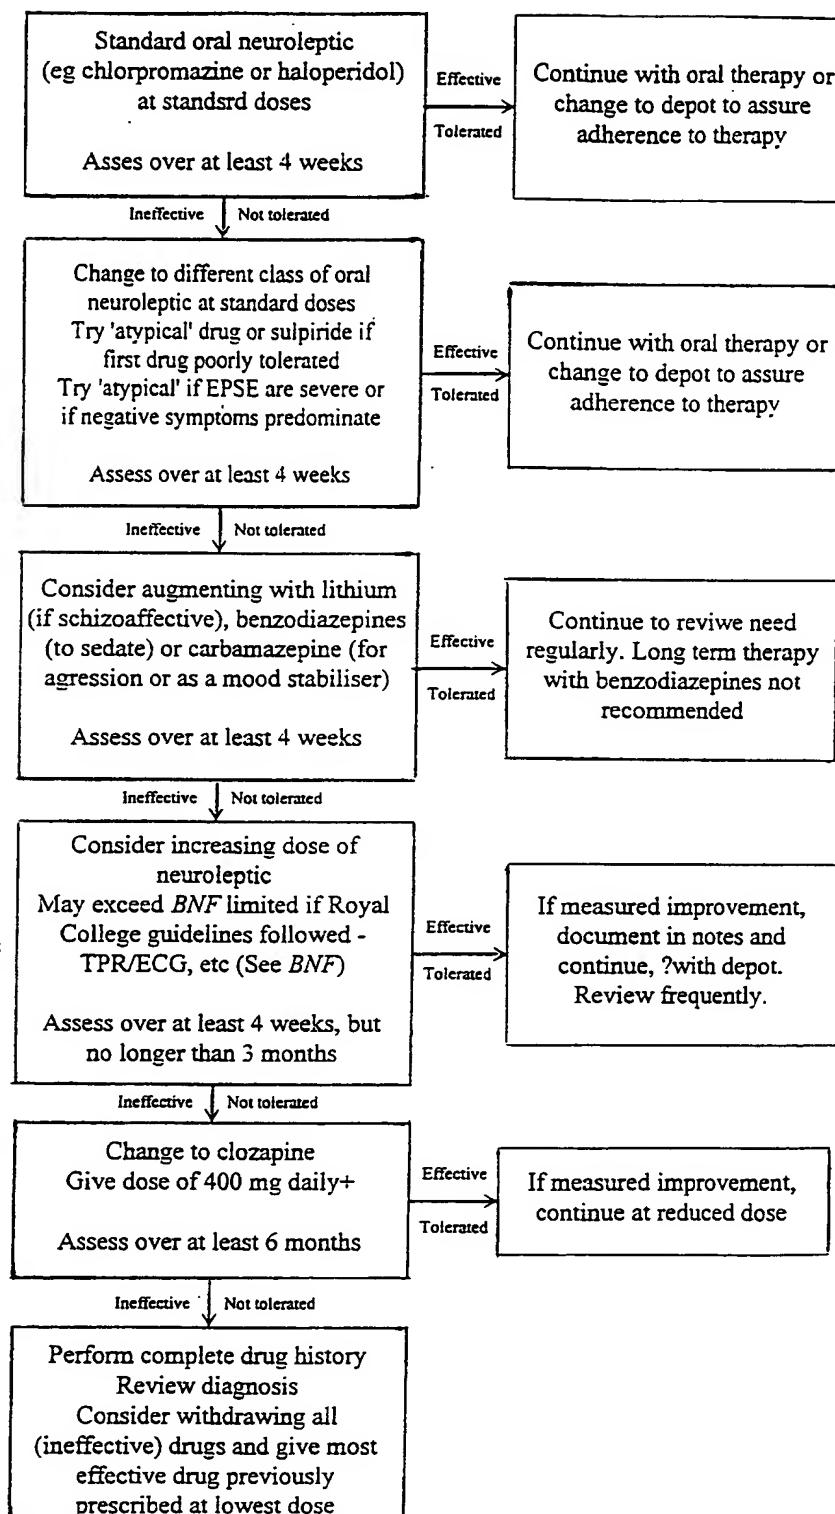 Standard oral neuroleptic
(eg chlorpromazine or haloperidol)
at standsrd doses
Asses over at least 4 weeks
Effective
Tolerated
Continue with oral therapy or
change to depot to assure
adherence to therapy
Ineffective
Not tolerated
Change to different class of oral
neuroleptic at standard doses
Try 'atypical' drug or sulpiride if
first drug poorly tolerated
Try 'atypical' if EPSE are severe or
if negative symptoms predominate
Assess over at least 4 weeks
Effective
Tolerated
Continue with oral therapy or
change to depot to assure
adherence to therapy
Ineffective
Not tolerated
Consider augmenting with lithium
(if schizoaffective), benzodiazepines
(to sedate) or carbamazepine (for
agression or as a mood stabiliser)
Assess over at least 4 weeks
Effective
Tolerated
Continue to reviwe need
regularly. Long term therapy
with benzodiazepines not
recommended
Ineffective
Not tolerated
Consider increasing dose of
neuroleptic
May exceed BNF limited if Royal
College guidelines followed -
TPR/ECG, etc (See BNF)
Assess over at least 4 weeks, but
no longer than 3 months
Effective
Tolerated
If measured improvement,
document in notes and
continue, ?with depot.
Review frequently.
Ineffective
Not tolerated
Change to clozapine
Give dose of 400 mg daily+
Assess over at least 6 months
Effective
Tolerated
If measured improvement,
continue at reduced dose
Ineffective
Not tolerated
Perform complete drug history
Review diagnosis
Consider withdrawing all
(ineffective) drugs and give most
effective drug previously
prescribed at lowest dose